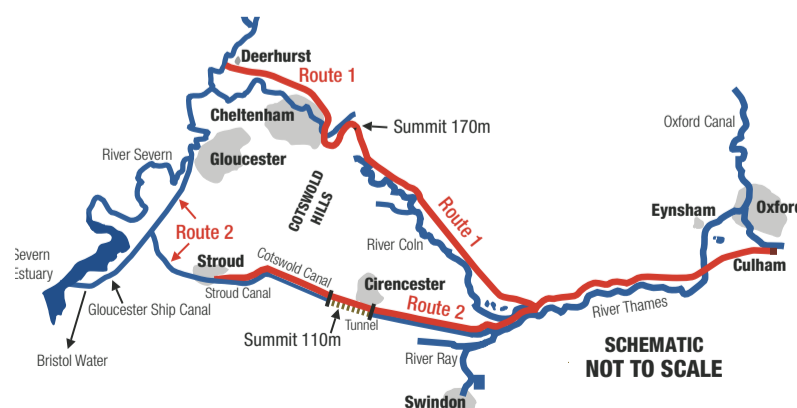 Deerhurst
Route 1
Oxford Canal
Cheltenham
Summit 170m
River Severn
Gloucester
COTSWOLD
HILLS
Route 1
Eynsham
Oxford
Route 2
River Coln
Severn
Estuary
Stroud
Cotswold Canal
Culham
Cirencester
Stroud Canal
Gloucester Ship Canal
Route 2
River Thames
Tunnel
Summit 110m
SCHEMATIC
NOT TO SCALE
Bristol Water
River Ray
Swindon